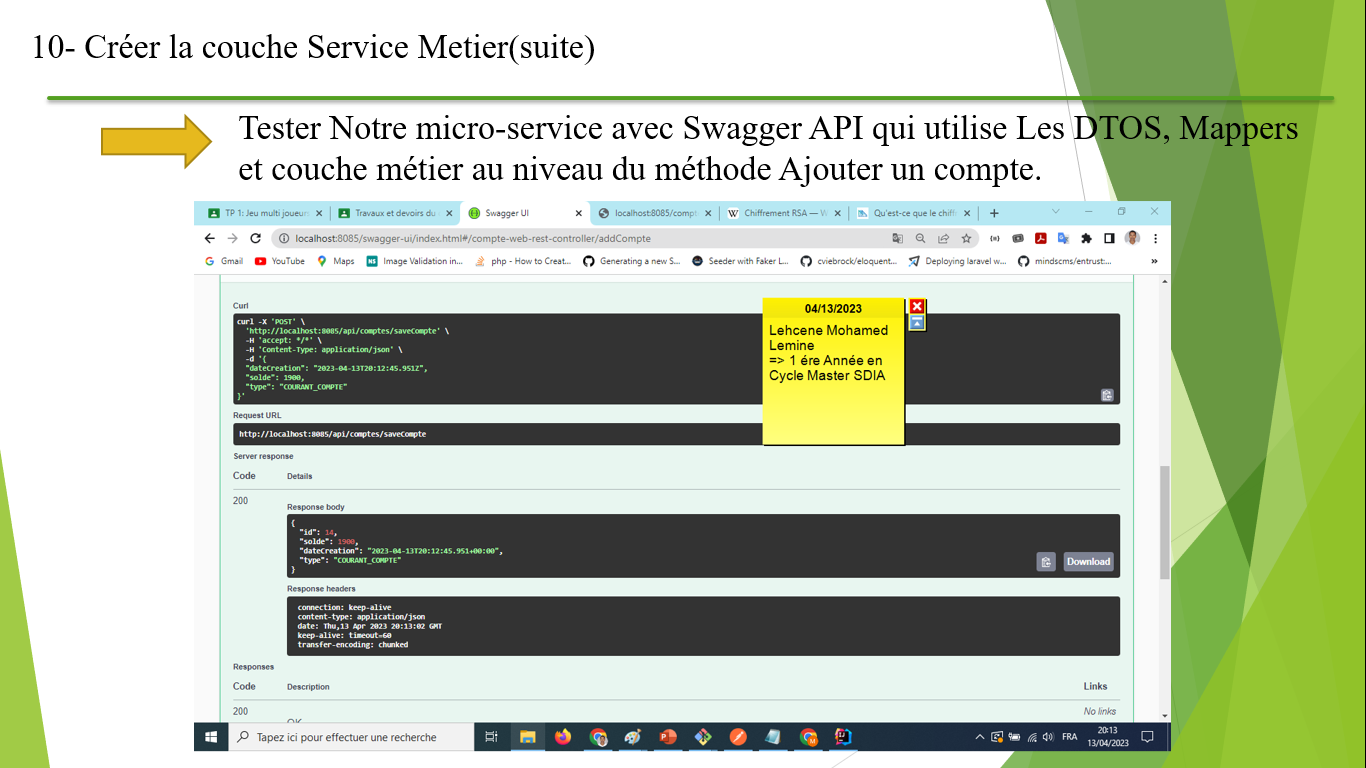 10- Créer la couche Service Metier(suite)
Tester Notre micro-service avec Swagger API qui utilise Les DTOS, Mappers
et couche métier au niveau du méthode Ajouter un compte.
TP 1: Jeu multi joueur
Travaux et devoirs du
Swagger UI
localhost:8085/compt
Chiffrement RSA — W
Qu'est-ce que le chiffr
localhost:8085/swagger-ui/index.html#/compte-web-rest-controller/addCompte
Gmail
YouTube
Maps
Image Validation in...
php - How to Creat...
Generating a new S...
Seeder with Faker L...
cviebrock/eloquent...
Deploying laravel w...
mindscms/entrust:...
»
Curl
curl -X 'POST' \
'http://localhost:8085/api/comptes/saveCompte' \
-H 'accept: */*' \
-H 'Content-Type: application/json' \
-d '{
"dateCreation": "2023-04-13T20:12:45.951Z",
"solde": 1900,
"type": "COURANT_COMPTE"
}'
04/13/2023
Lehcene Mohamed
Lemine
=> 1 ére Année en
Cycle Master SDIA
Request URL
http://localhost:8085/api/comptes/saveCompte
Server response
Code Details
200
Response body
{
"id": 14,
"solde": 1900,
"dateCreation": "2023-04-13T20:12:45.951+00:00",
"type": "COURANT_COMPTE"
}
Download
Response headers
connection: keep-alive
content-type: application/json
date: Thu,13 Apr 2023 20:13:02 GMT
keep-alive: timeout=60
transfer-encoding: chunked
Responses
Code Description Links
200 No links
OK
Tapez ici pour effectuer une recherche
FRA
20:13
13/04/2023